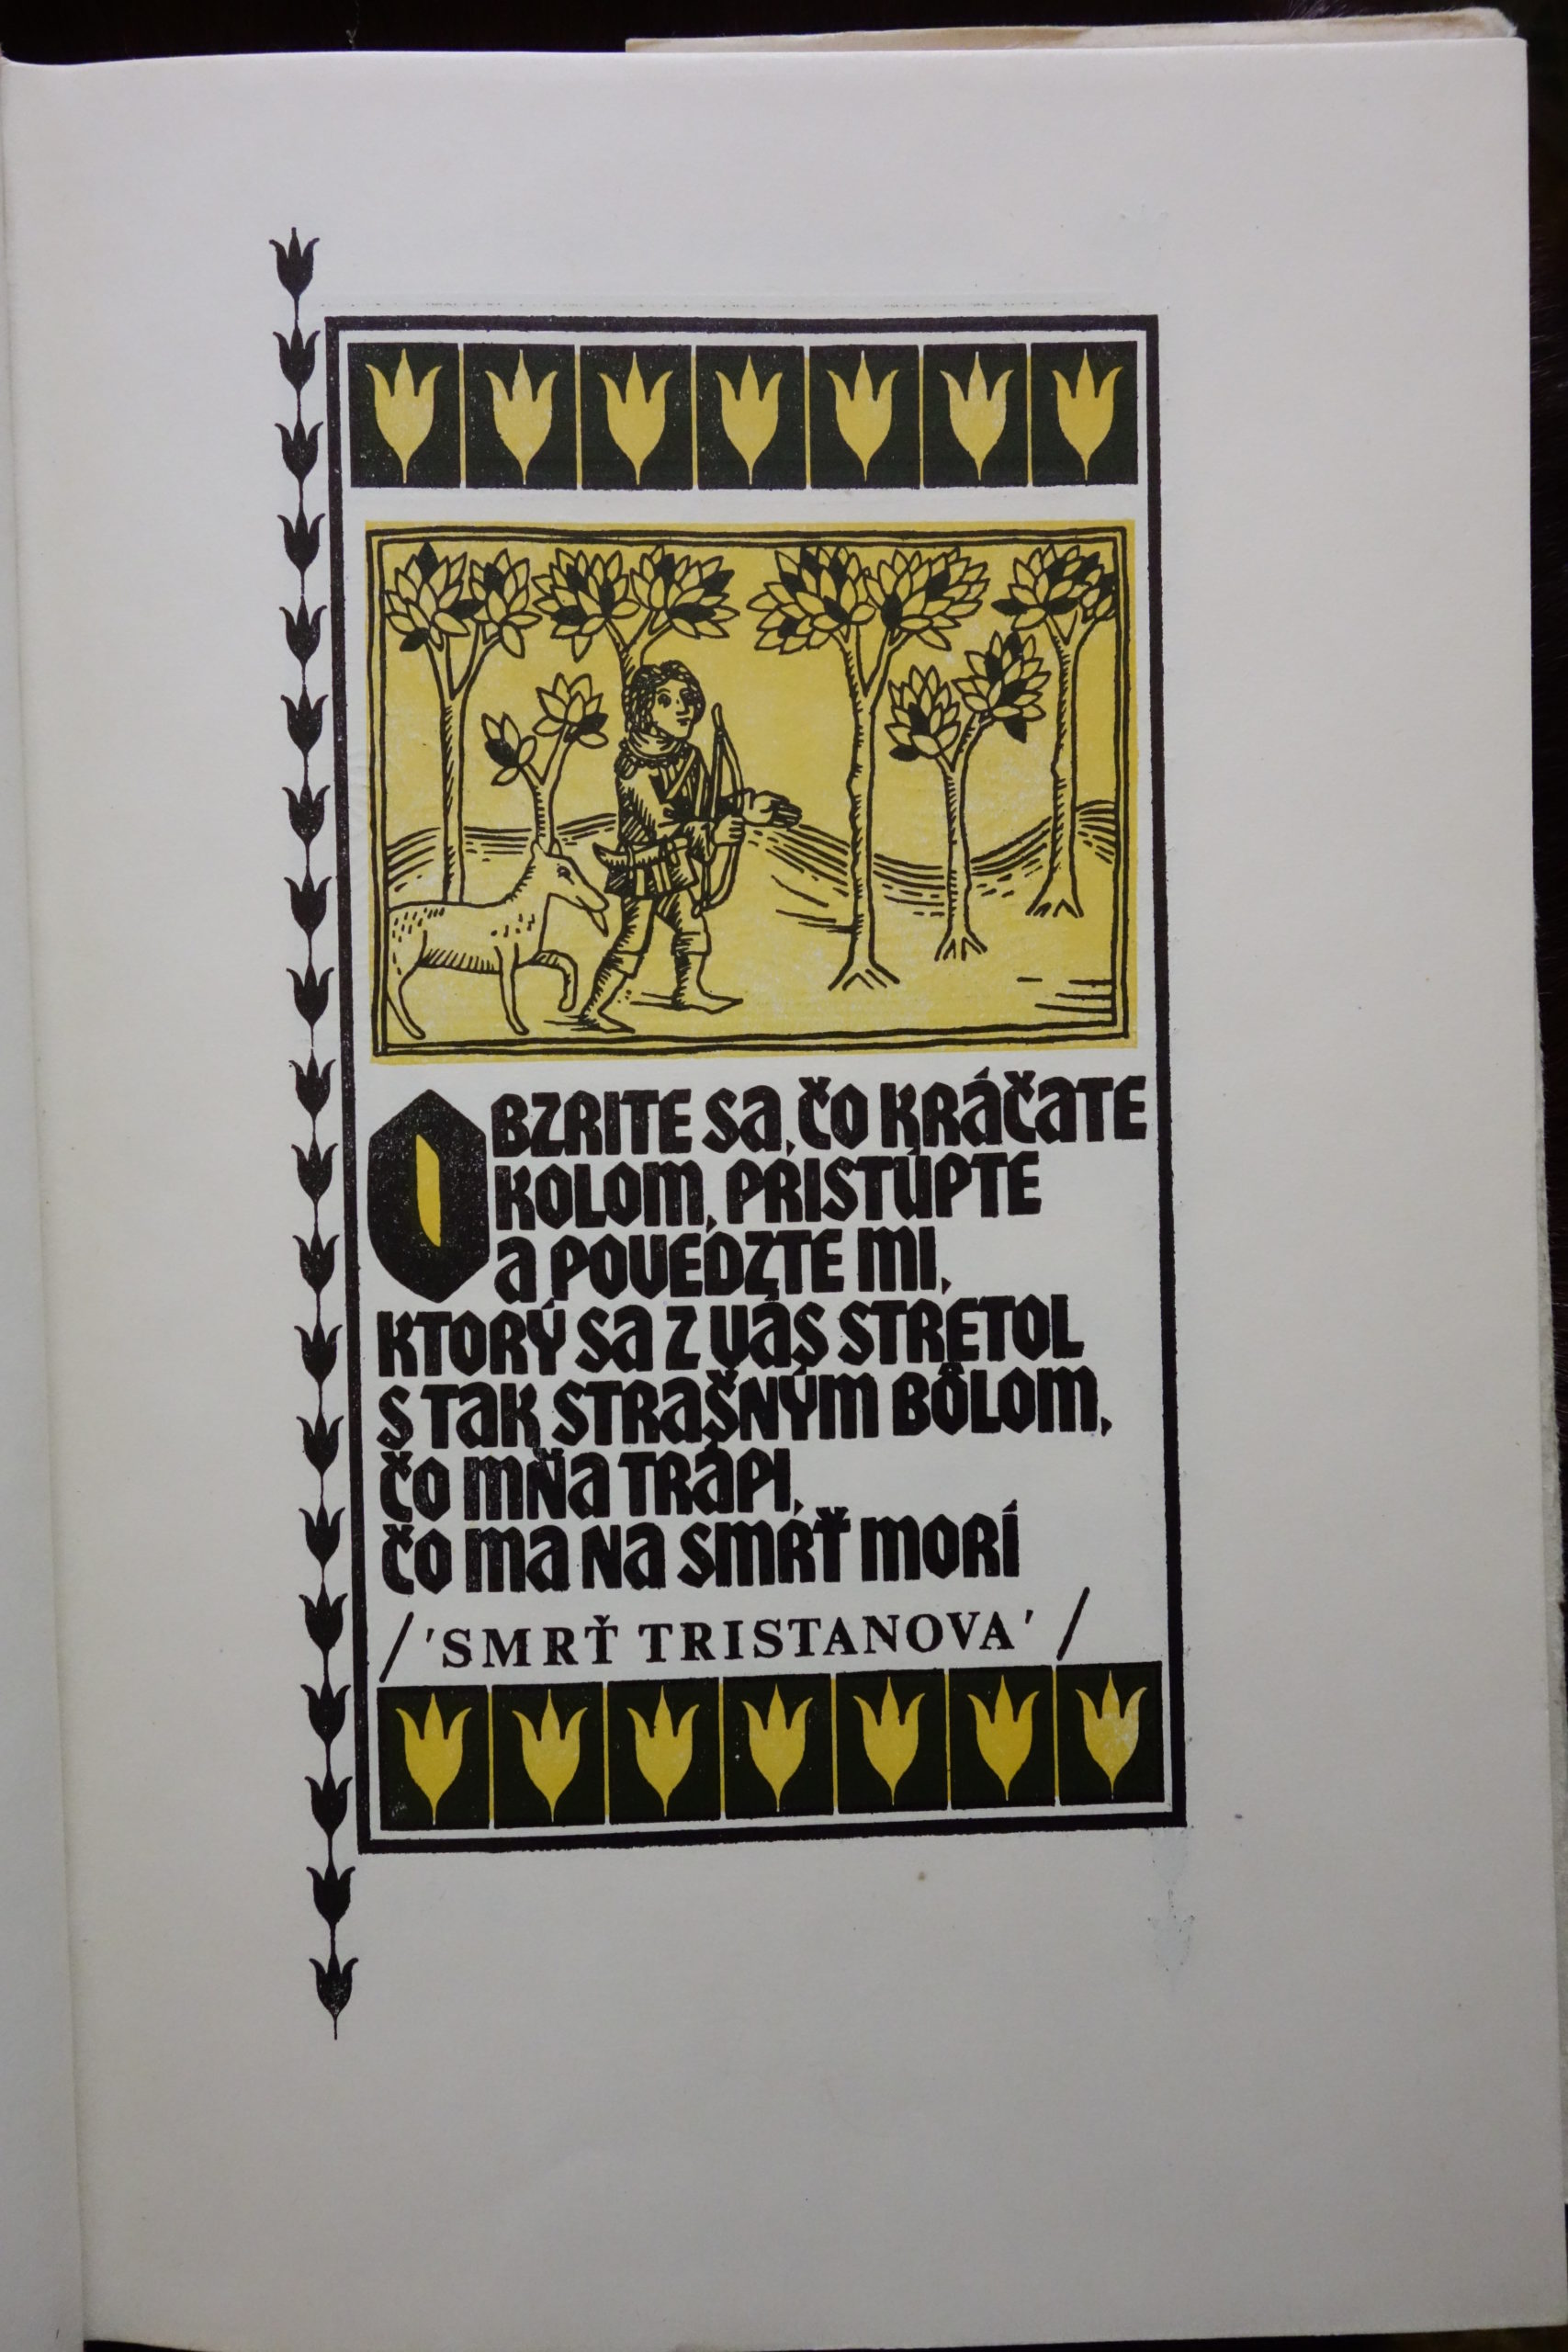 OBZRITE Sa, ČO KRÁČaTE
KOLOM, PRISTÚPTE
a POVEDZTE MI,
KTORÝ Sa Z VÁS STRETOL
S TaK STRaŠNÝM BÔLOM,
ČO MŇa TRÁPI,
ČO Ma Na SMRŤ MORÍ
/'SMRŤ TRISTANOVA'/